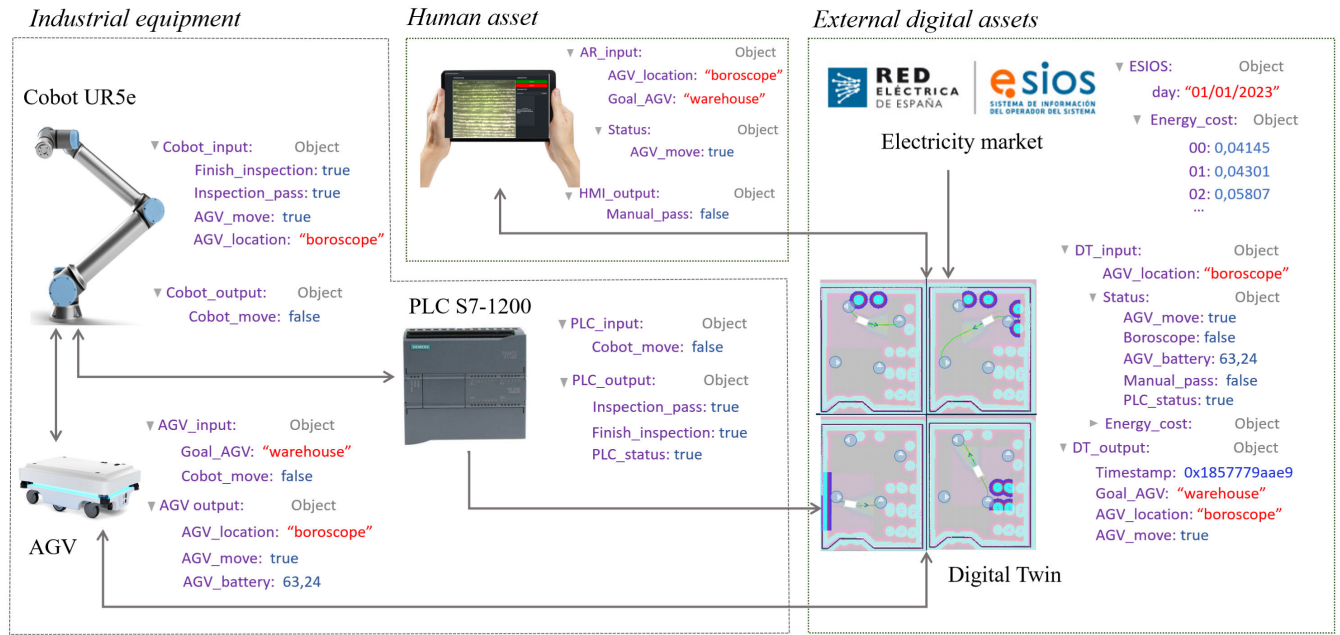 Industrial equipment
Human asset
External digital assets
Cobot UR5e
▼ Cobot_input: Object
Finish_inspection: true
Inspection_pass: true
AGV_move: true
AGV_location: “boroscope”
▼ Cobot_output: Object
Cobot_move: false
▼ AR_input: Object
AGV_location: “boroscope”
Goal_AGV: “warehouse”
▼ Status: Object
AGV_move: true
▼ HMI_output: Object
Manual_pass: false
RED
ELÉCTRICA
DE ESPAÑA
esios
SISTEMA DE INFORMACIÓN
DEL OPERADOR DEL SISTEMA
Electricity market
▼ ESIOS: Object
day: “01/01/2023”
▼ Energy_cost: Object
00: 0,04145
01: 0,04301
02: 0,05807
...
PLC S7-1200
SIEMENS
▼ PLC_input: Object
Cobot_move: false
▼ PLC_output: Object
Inspection_pass: true
Finish_inspection: true
PLC_status: true
▼ DT_input: Object
AGV_location: “boroscope”
▼ Status: Object
AGV_move: true
Boroscope: false
AGV_battery: 63,24
Manual_pass: false
PLC_status: true
► Energy_cost: Object
▼ DT_output: Object
Timestamp: 0x1857779aae9
Goal_AGV: “warehouse”
AGV_location: “boroscope”
AGV_move: true
▼ AGV_input: Object
Goal_AGV: “warehouse”
Cobot_move: false
▼ AGV output: Object
AGV_location: “boroscope”
AGV_move: true
AGV_battery: 63,24
AGV
Digital Twin